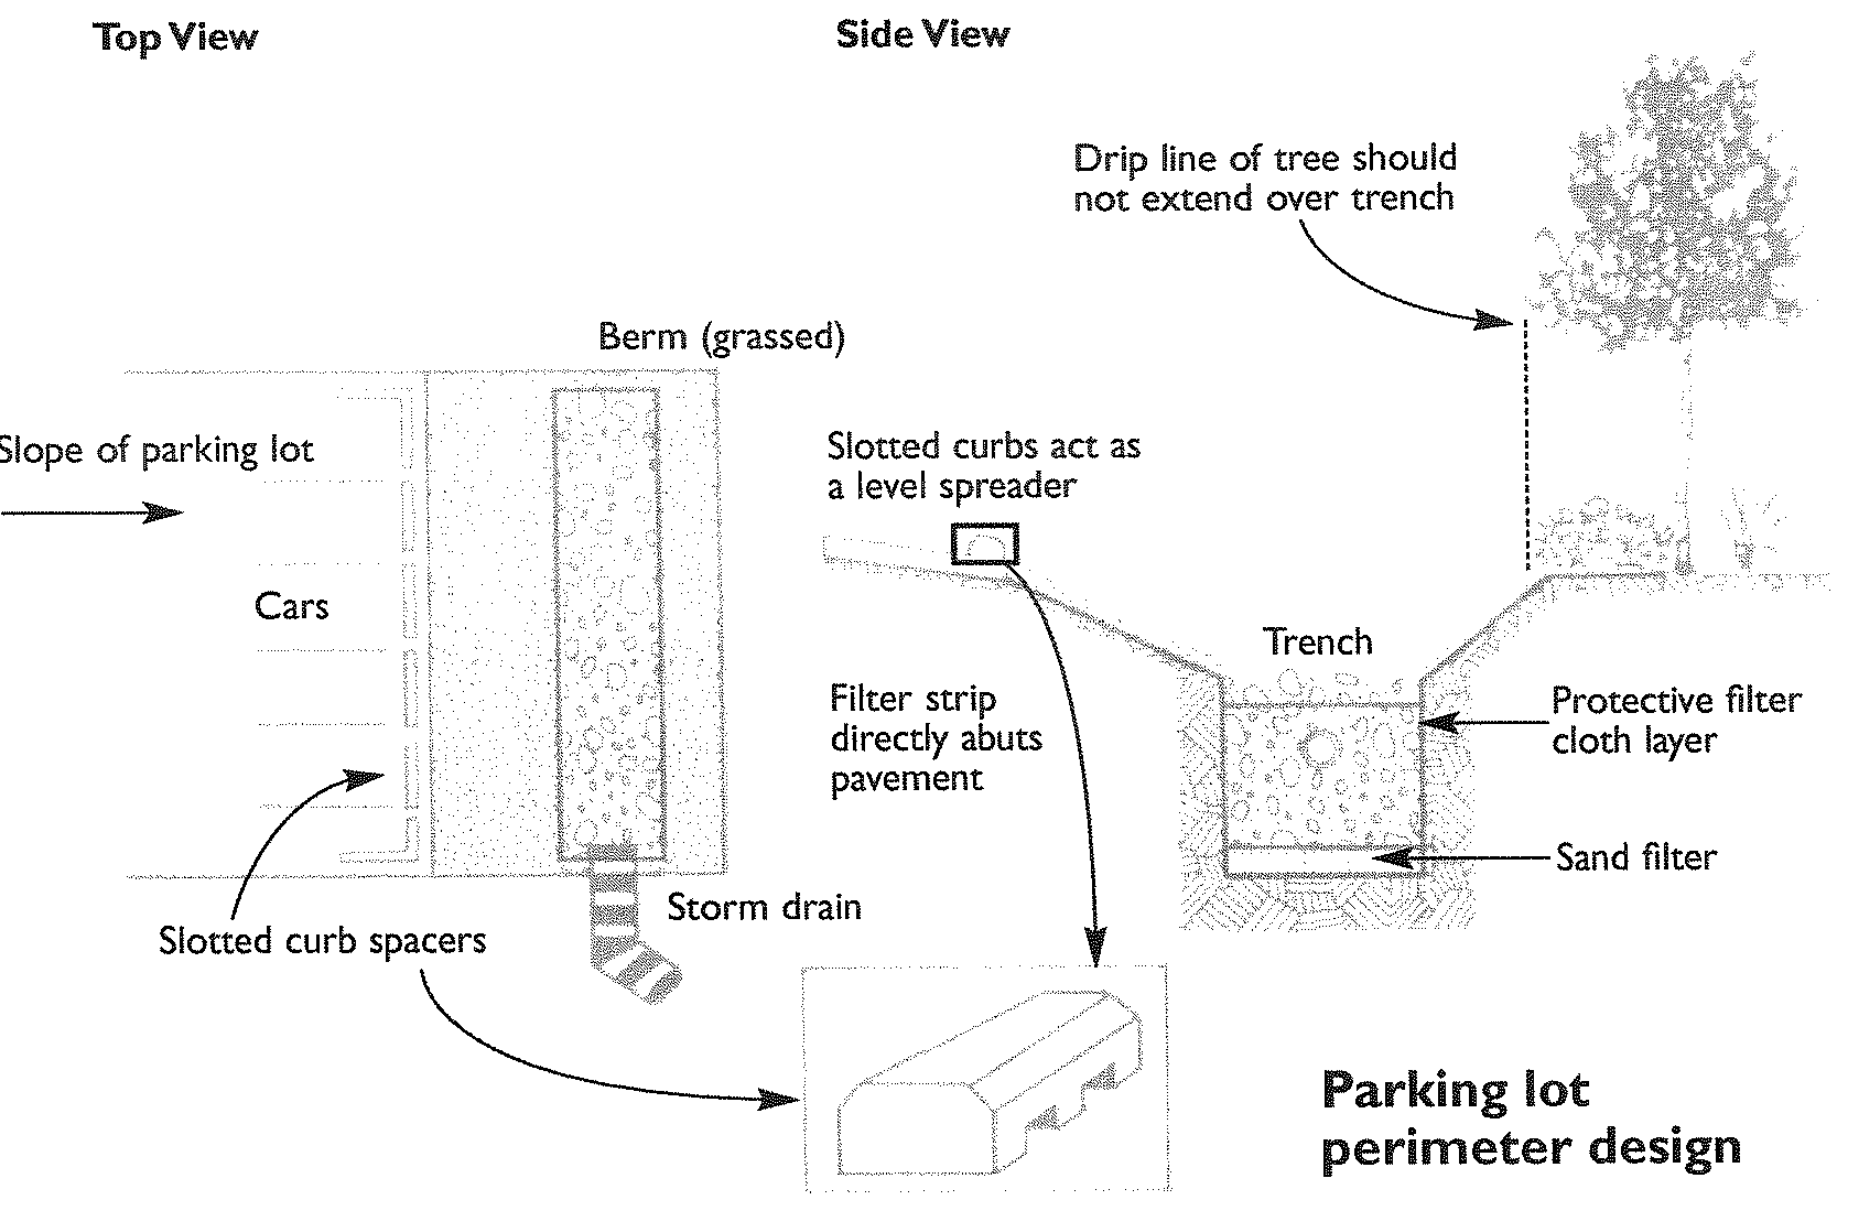 Top View
Side View
Drip line of tree should
not extend over trench
Berm (grassed)
Slope of parking lot
Slotted curbs act as
a level spreader
Cars
Trench
Filter strip
directly abuts
pavement
Protective filter
cloth layer
Sand filter
Storm drain
Slotted curb spacers
Parking lot
perimeter design